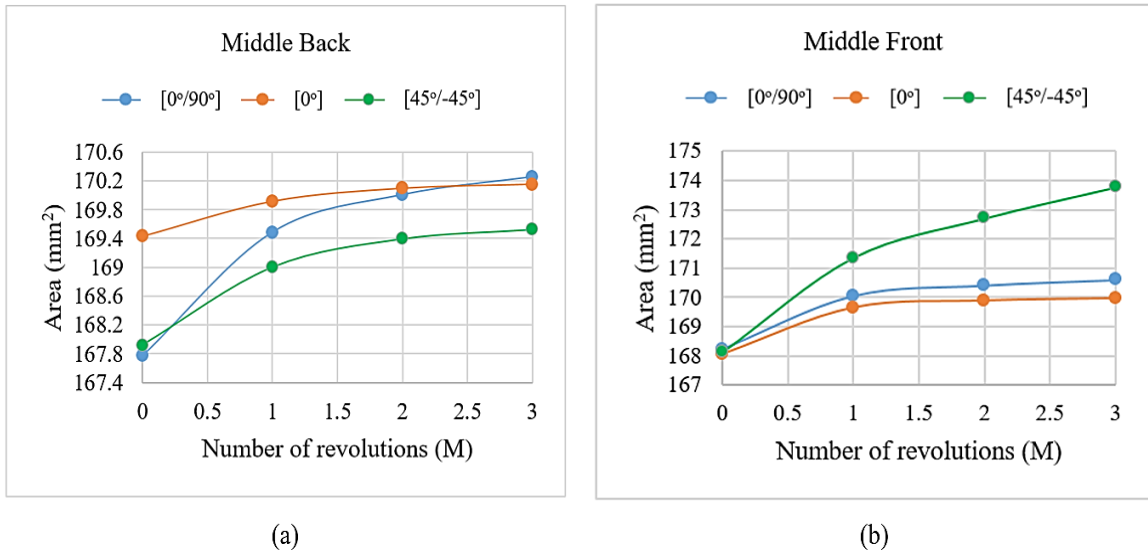 Middle Back
[0º/90º] [0º] [45º/-45º]
170.6
170.2
169.8
169.4
169
168.6
168.2
167.8
167.4
Area (mm²)
0 0.5 1 1.5 2 2.5 3
Number of revolutions (M)
(a)
Middle Front
[0º/90º] [0º] [45º/-45º]
175
174
173
172
171
170
169
168
167
Area (mm²)
0 0.5 1 1.5 2 2.5 3
Number of revolutions (M)
(b)